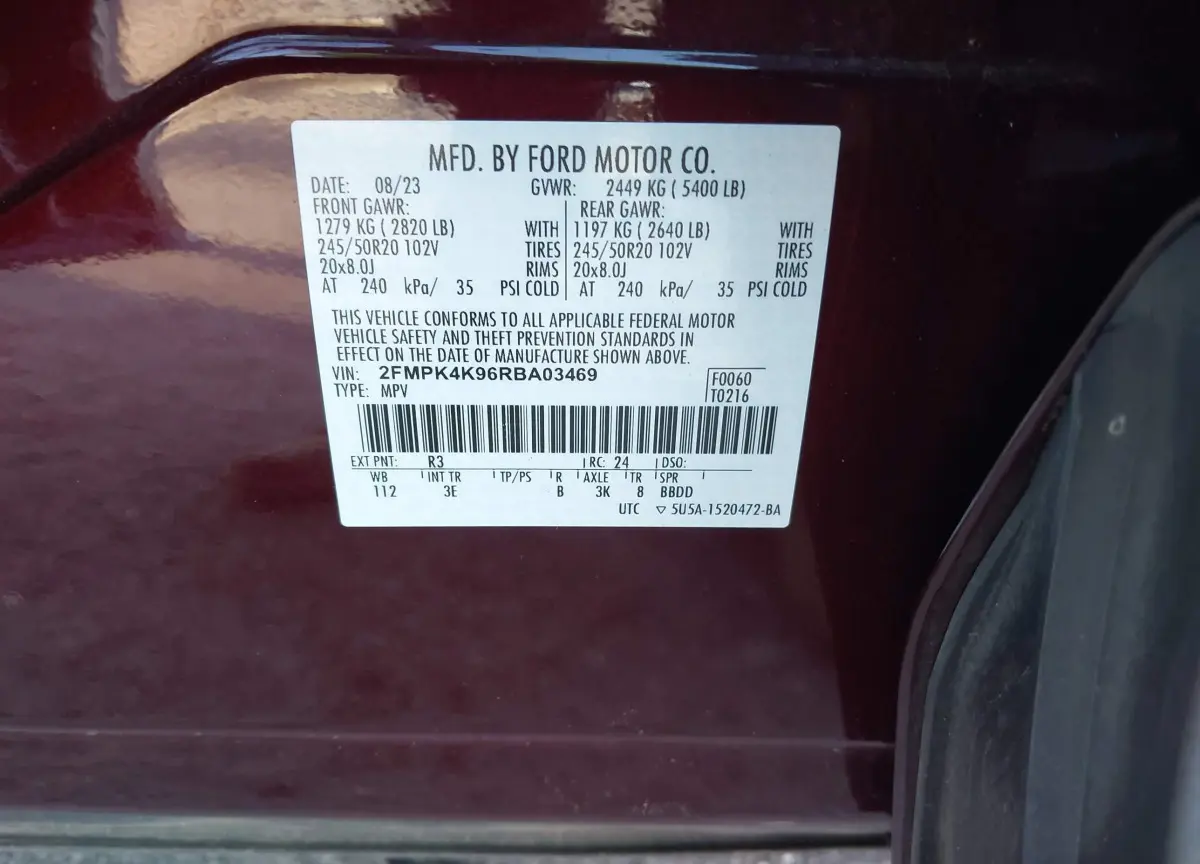 MFD. BY FORD MOTOR CO.
DATE: 08/23 GVWR: 2449 KG ( 5400 LB)
FRONT GAWR: REAR GAWR:
1279 KG ( 2820 LB) WITH 1197 KG ( 2640 LB) WITH
245/50R20 102V TIRES 245/50R20 102V TIRES
20x8.0J RIMS 20x8.0J RIMS
AT 240 kPa/ 35 PSI COLD AT 240 kPa/ 35 PSI COLD
THIS VEHICLE CONFORMS TO ALL APPLICABLE FEDERAL MOTOR
VEHICLE SAFETY AND THEFT PREVENTION STANDARDS IN
EFFECT ON THE DATE OF MANUFACTURE SHOWN ABOVE.
VIN: 2FMPK4K96RBA03469 F0060
TYPE: MPV T0216
EXT PNT: R3 RC: 24 DSO:
WB INT TR TP/PS R AXLE TR SPR
112 3E B 3K 8 BBDD
UTC ▽ 5U5A-1520472-BA